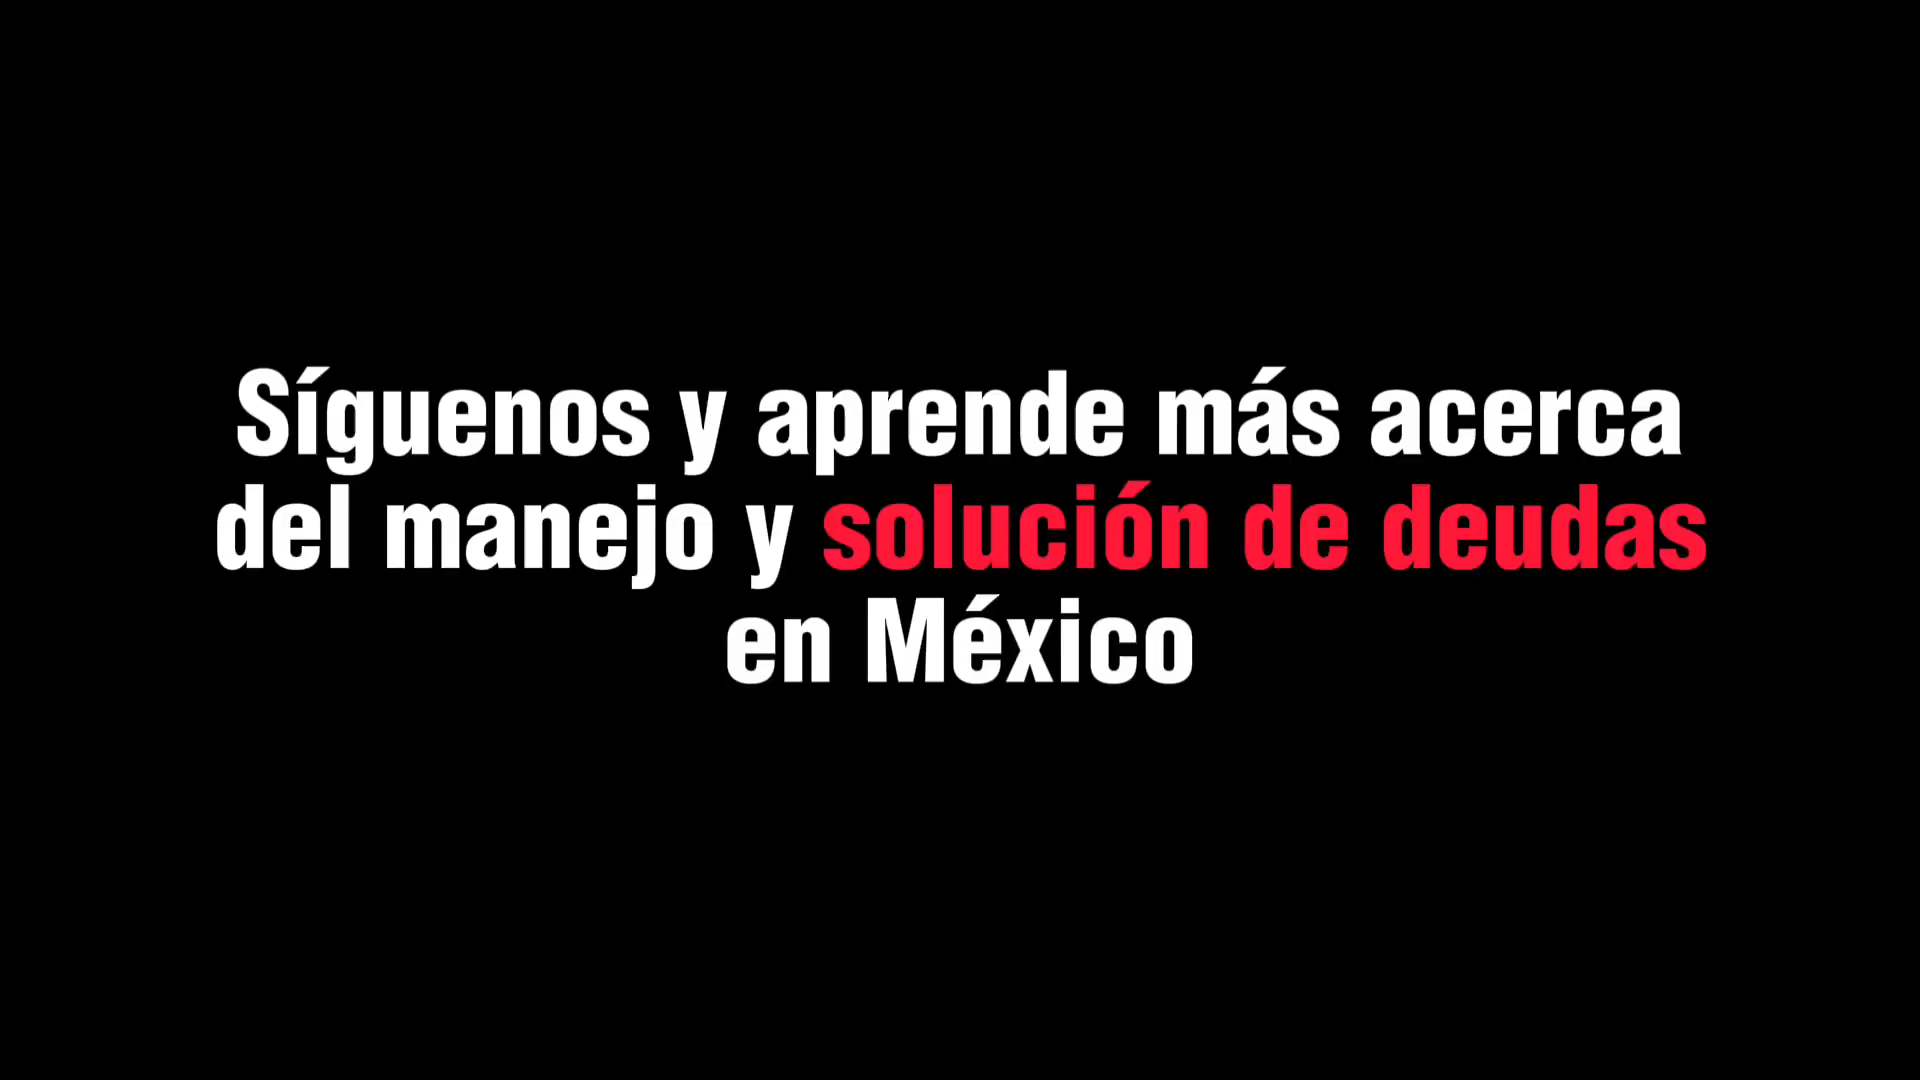 Síguenos y aprende más acerca
del manejo y solución de deudas
en México